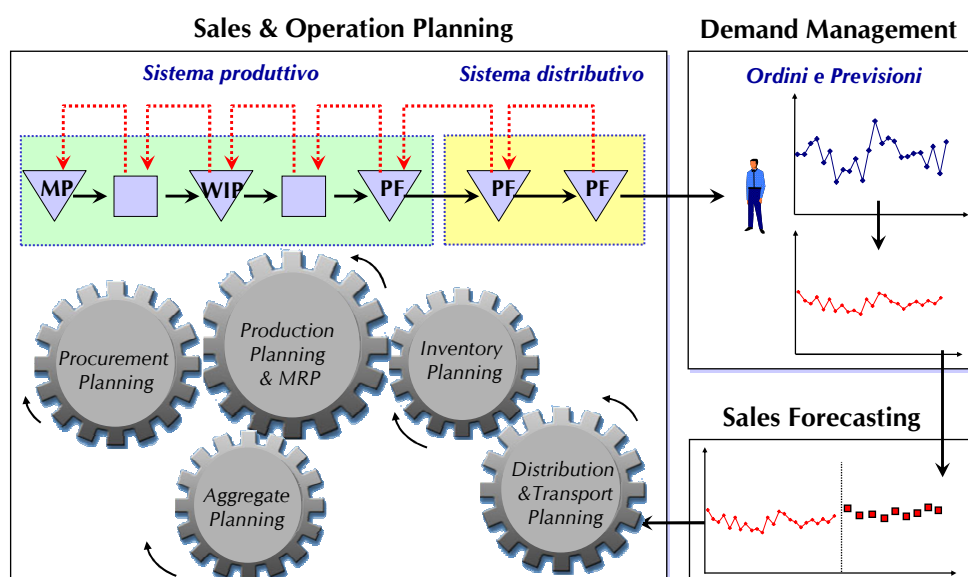 Sales & Operation Planning
Demand Management
Sistema produttivo
Sistema distributivo
Ordini e Previsioni
MP
WIP
PF
PF
PF
Procurement
Planning
Production
Planning
& MRP
Inventory
Planning
Aggregate
Planning
Distribution
&Transport
Planning
Sales Forecasting